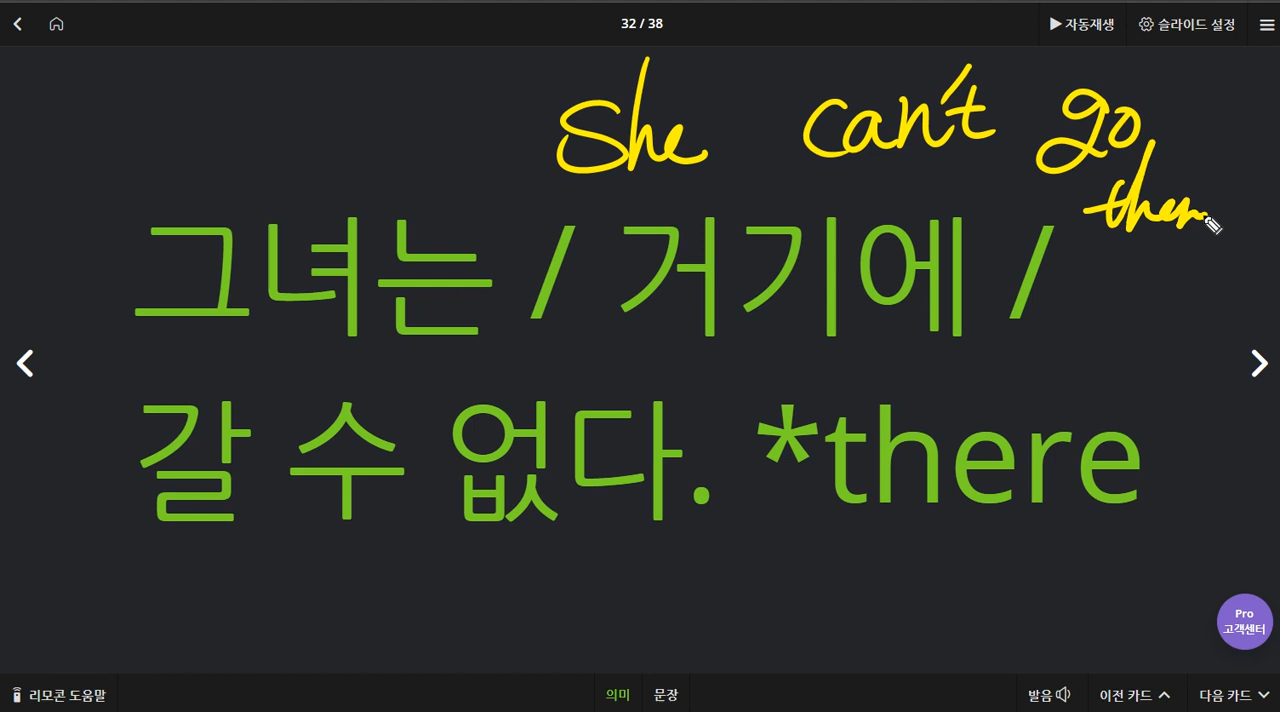 32 / 38
자동재생
슬라이드 설정
she can't go
그녀는 / 거기에 /
갈 수 없다. *there
Pro
고객센터
리모콘 도움말
의미
문장
발음
이전 카드
다음 카드